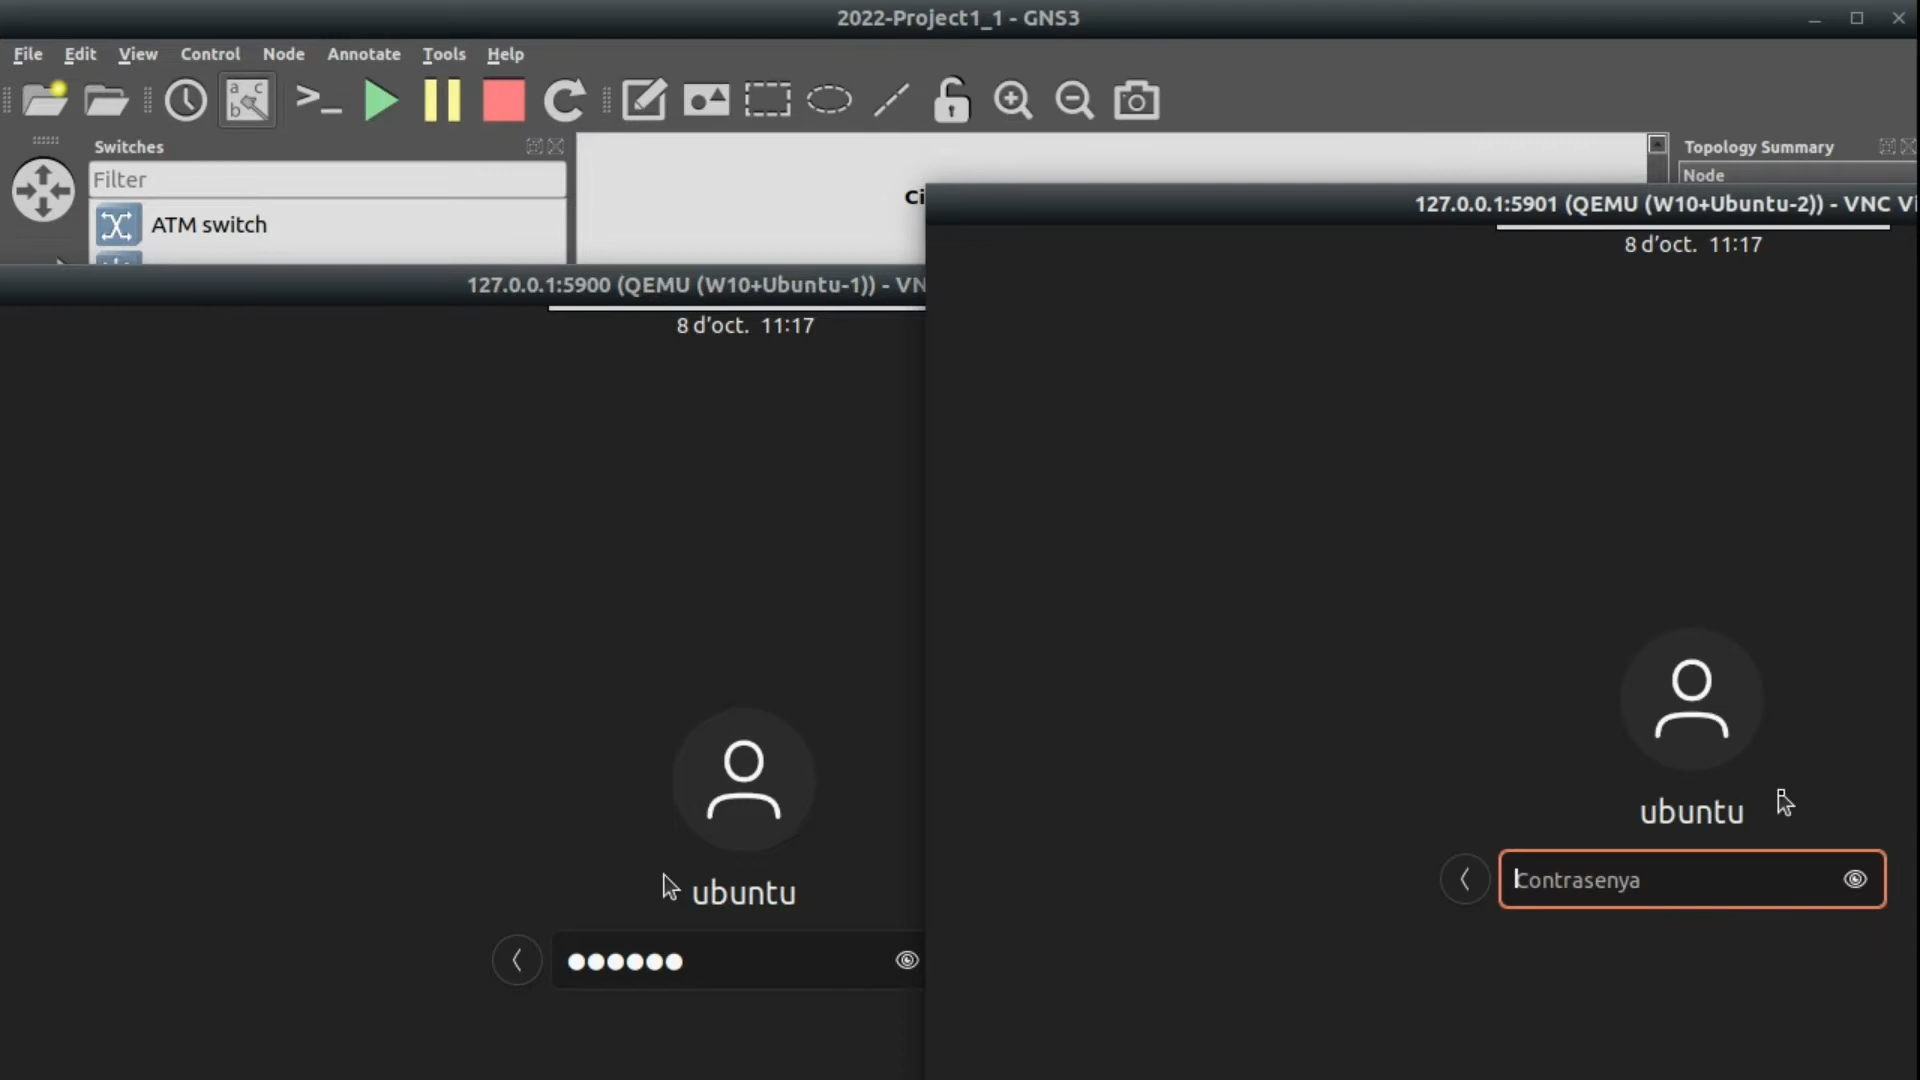 2022-Project1_1 - GNS3
File Edit View Control Node Annotate Tools Help
Switches
Filter
ATM switch
Topology Summary
Node
127.0.0.1:5901 (QEMU (W10+Ubuntu-2)) - VNC
8 d'oct. 11:17
127.0.0.1:5900 (QEMU (W10+Ubuntu-1)) -
8 d'oct. 11:17
ubuntu
Contrasenya
ubuntu